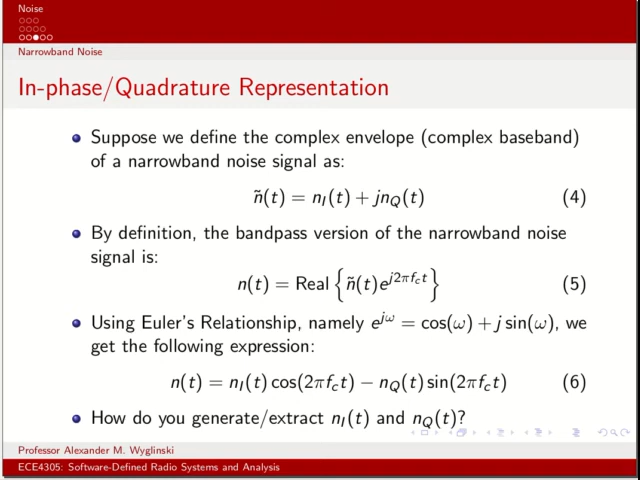 Noise
Narrowband Noise
In-phase/Quadrature Representation
Suppose we define the complex envelope (complex baseband)
of a narrowband noise signal as:
ñ(t) = n_I(t) + jn_Q(t) (4)
By definition, the bandpass version of the narrowband noise
signal is:
n(t) = Real {ñ(t)e^{j2πf_c t}} (5)
Using Euler's Relationship, namely e^{jω} = cos(ω) + j sin(ω), we
get the following expression:
n(t) = n_I(t) cos(2πf_c t) − n_Q(t) sin(2πf_c t) (6)
How do you generate/extract n_I(t) and n_Q(t)?
Professor Alexander M. Wyglinski
ECE4305: Software-Defined Radio Systems and Analysis